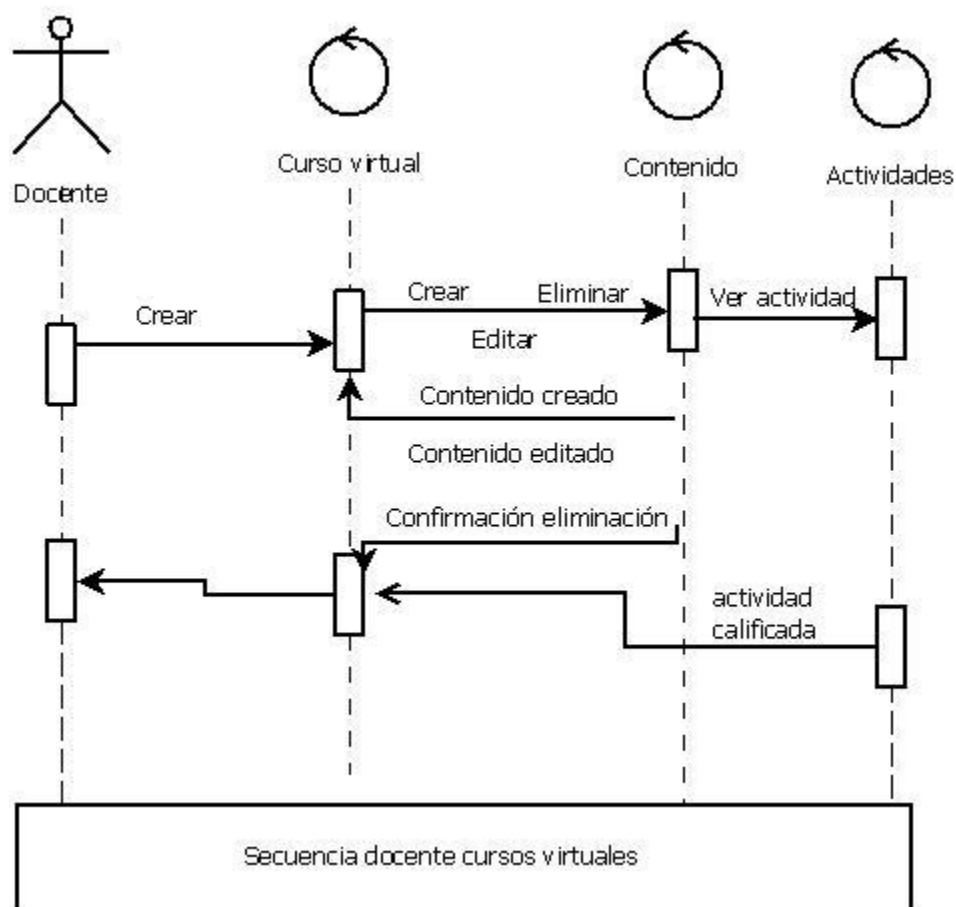 Docente
Curso virtual
Contenido
Actividades
Crear
Crear
Eliminar
Editar
Ver actividad
Contenido creado
Contenido editado
Confirmación eliminación
actividad
calificada
Secuencia docente cursos virtuales